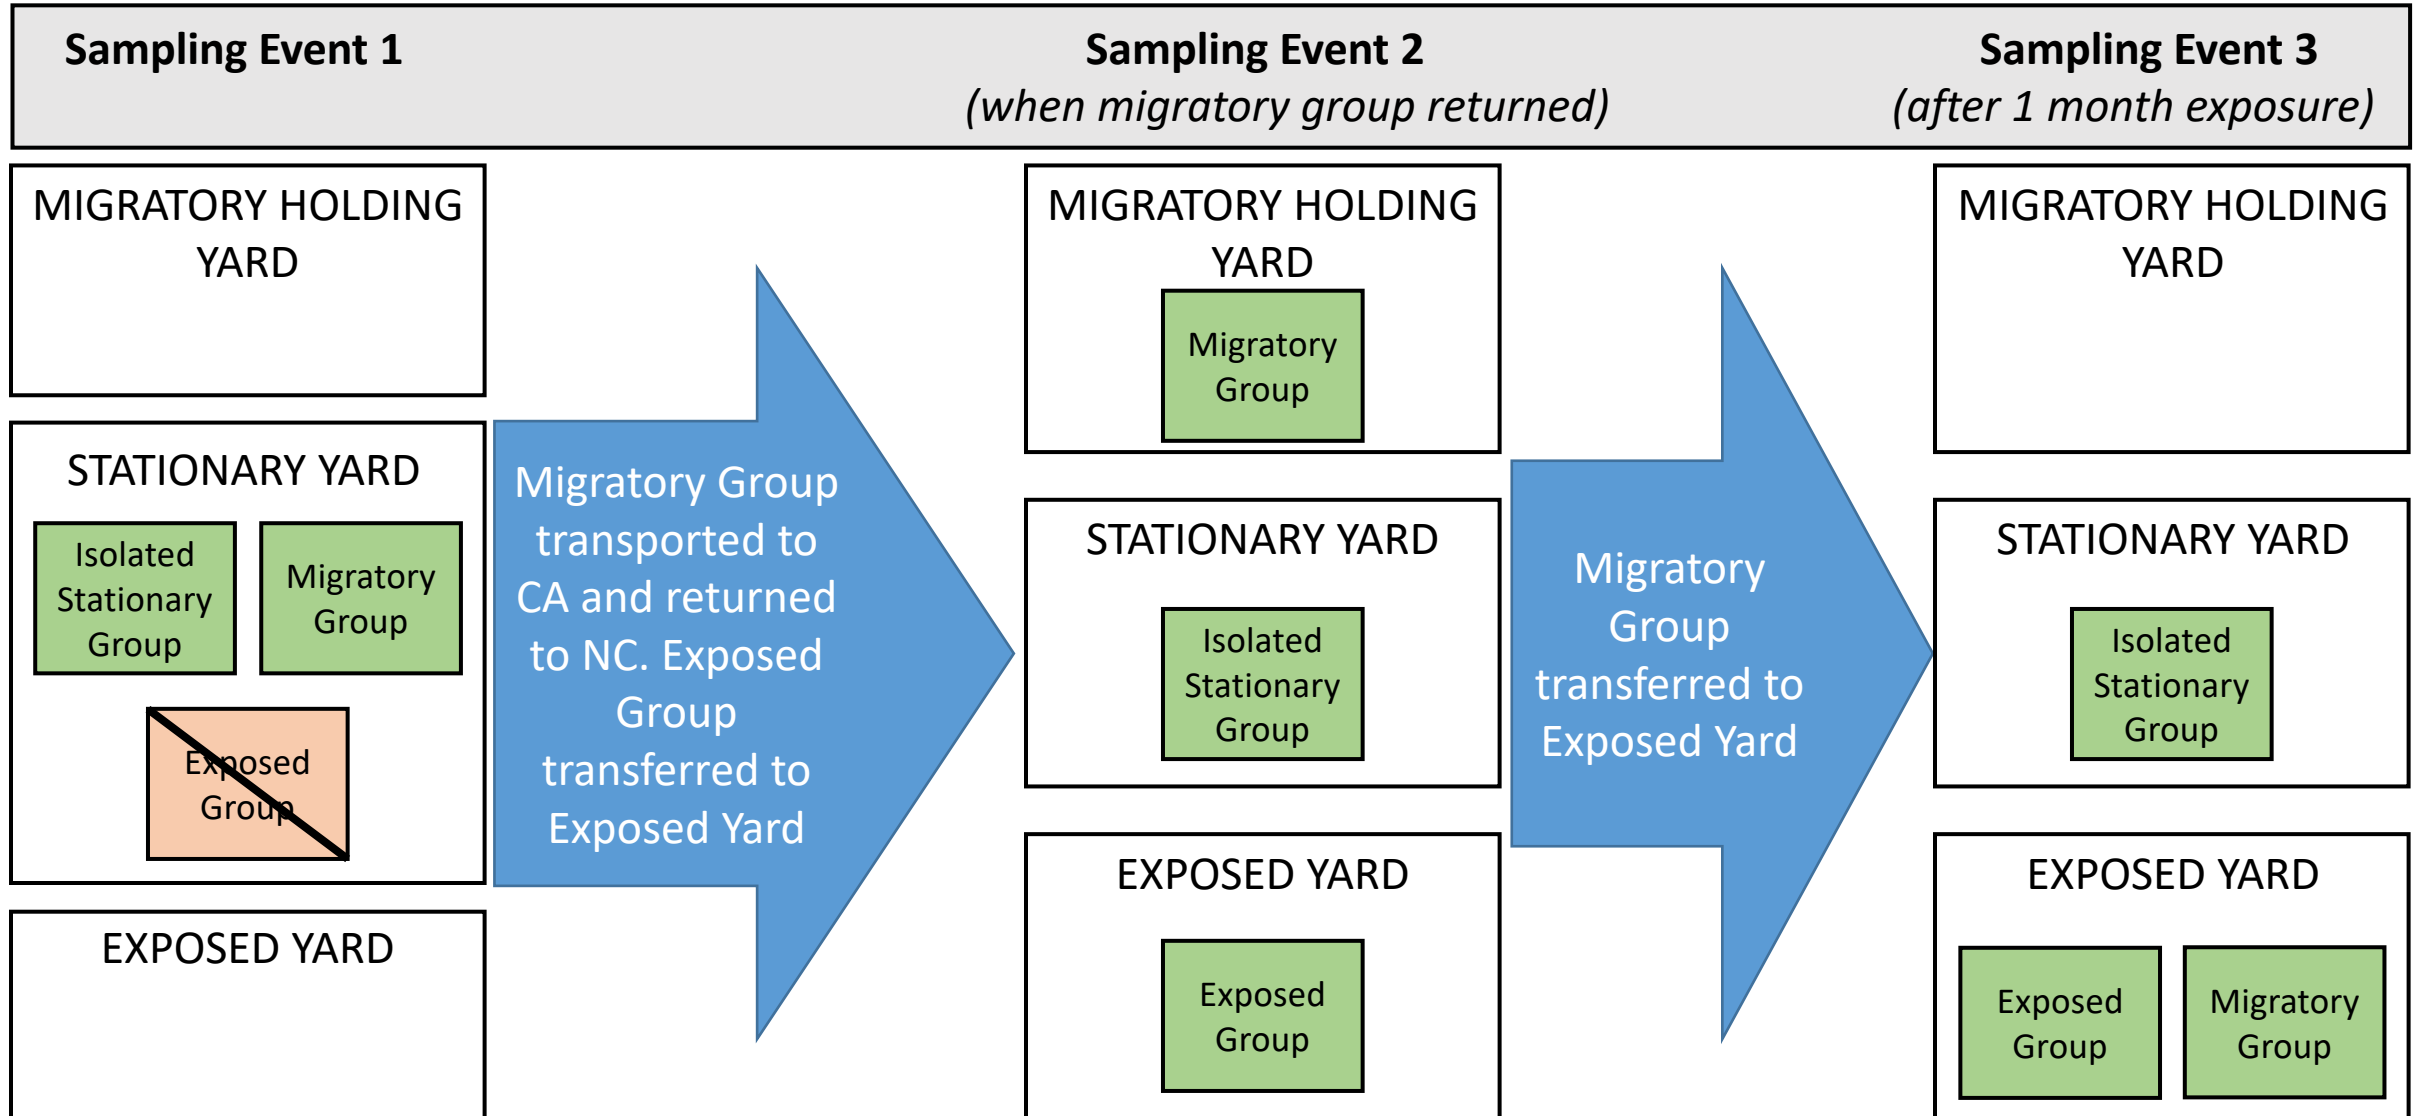 Sampling Event 1
Sampling Event 2
(when migratory group returned)
Sampling Event 3
(after 1 month exposure)
MIGRATORY HOLDING
YARD
STATIONARY YARD
Isolated
Stationary
Group
Migratory
Group
Exposed
Group
EXPOSED YARD
Migratory Group
transported to
CA and returned
to NC. Exposed
Group
transferred to
Exposed Yard
MIGRATORY HOLDING
YARD
Migratory
Group
STATIONARY YARD
Isolated
Stationary
Group
EXPOSED YARD
Exposed
Group
Migratory
Group
transferred to
Exposed Yard
MIGRATORY HOLDING
YARD
STATIONARY YARD
Isolated
Stationary
Group
EXPOSED YARD
Exposed
Group
Migratory
Group